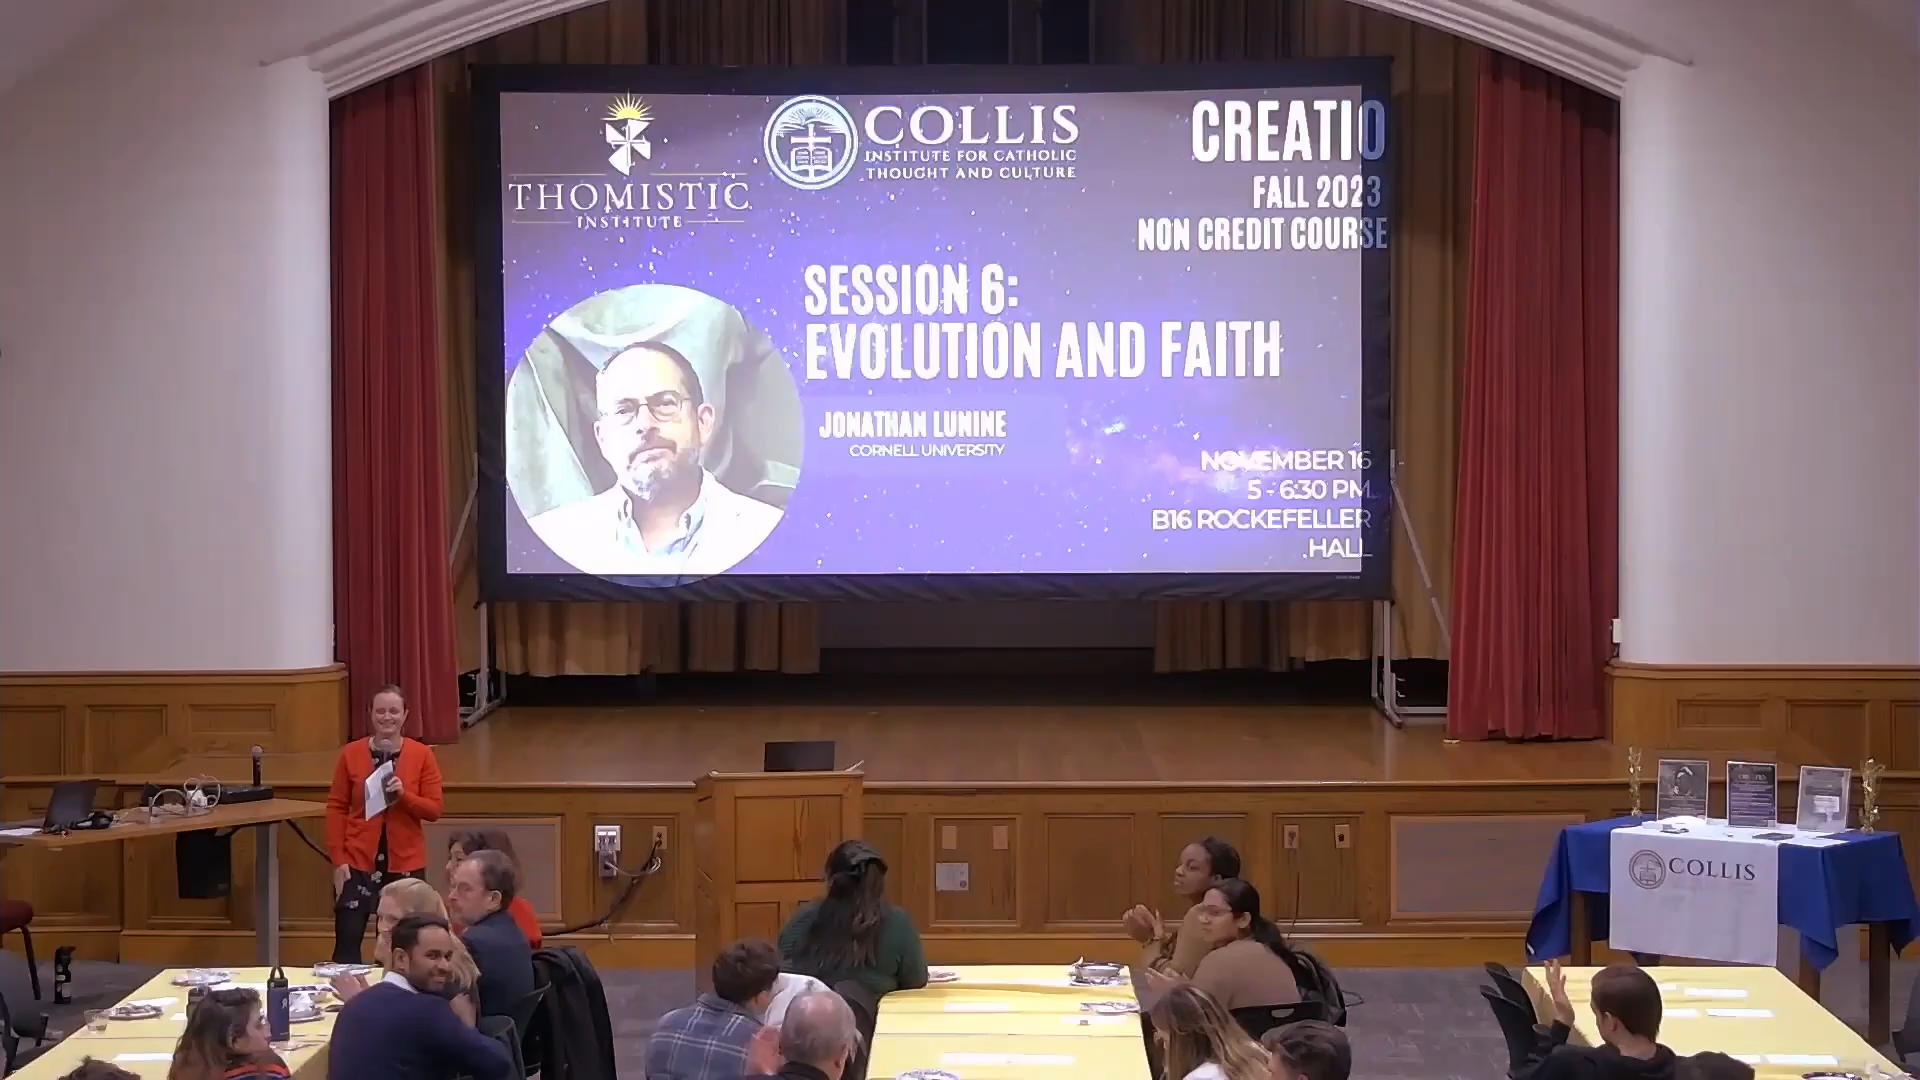 THOMISTIC
INSTITUTE
COLLIS
INSTITUTE FOR CATHOLIC
THOUGHT AND CULTURE
CREATIO
FALL 2023
NON CREDIT COURSE
SESSION 6:
EVOLUTION AND FAITH
JONATHAN LUNINE
CORNELL UNIVERSITY
NOVEMBER 16
5 - 6:30 PM
B16 ROCKEFELLER
HALL
COLLIS